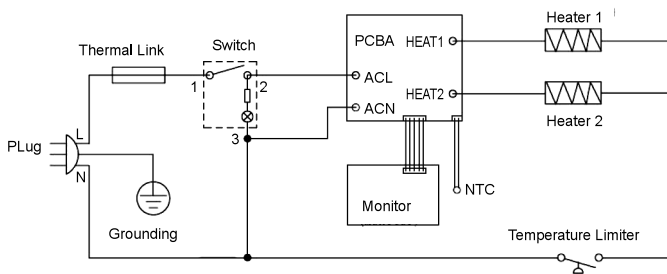 Heater 1
Thermal Link
Switch
PCBA
HEAT1
1
2
ACL
HEAT2
ACN
Heater 2
L
3
PLug
N
NTC
Monitor
Grounding
Temperature Limiter